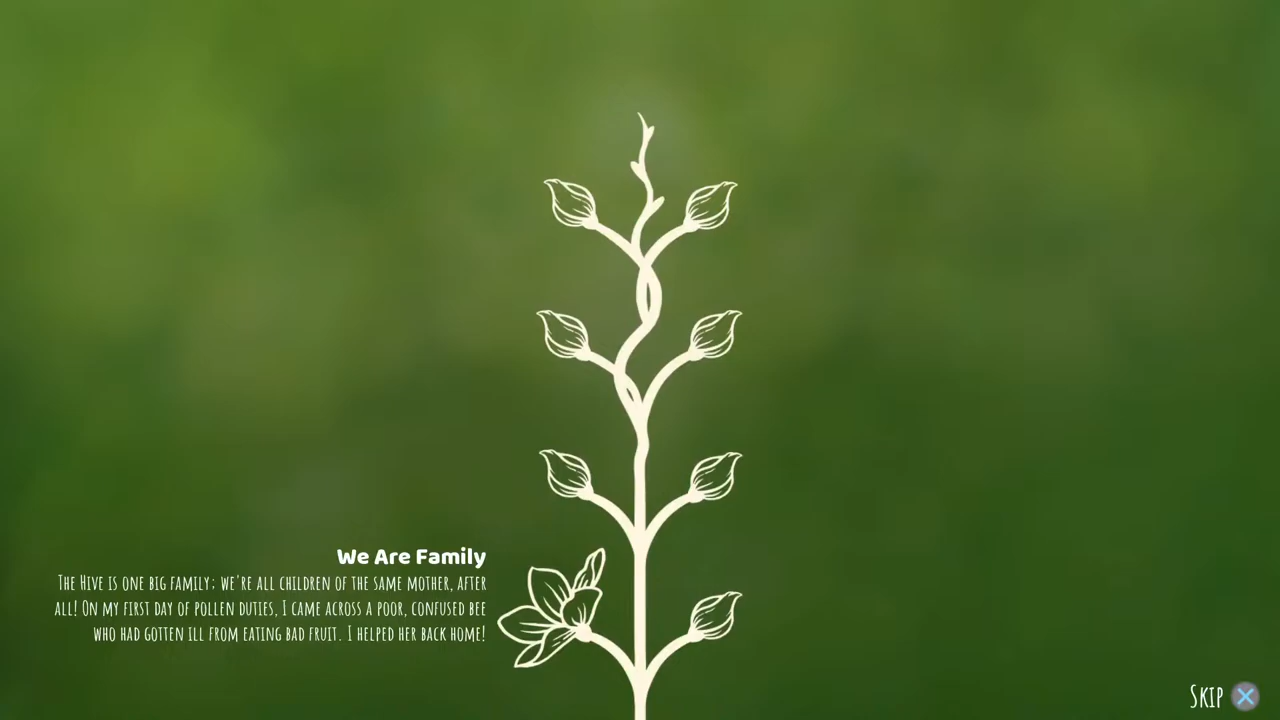 We Are Family
The Hive is one big family; we're all children of the same mother, after
all! On my first day of pollen duties, I came across a poor, confused bee
who had gotten ill from eating bad fruit. I helped her back home!
Skip